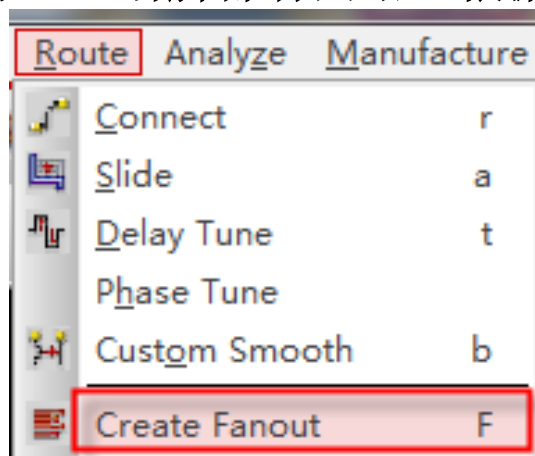 Route Analyze Manufacture
Connect r
Slide a
Delay Tune t
Phase Tune
Custom Smooth b
Create Fanout F